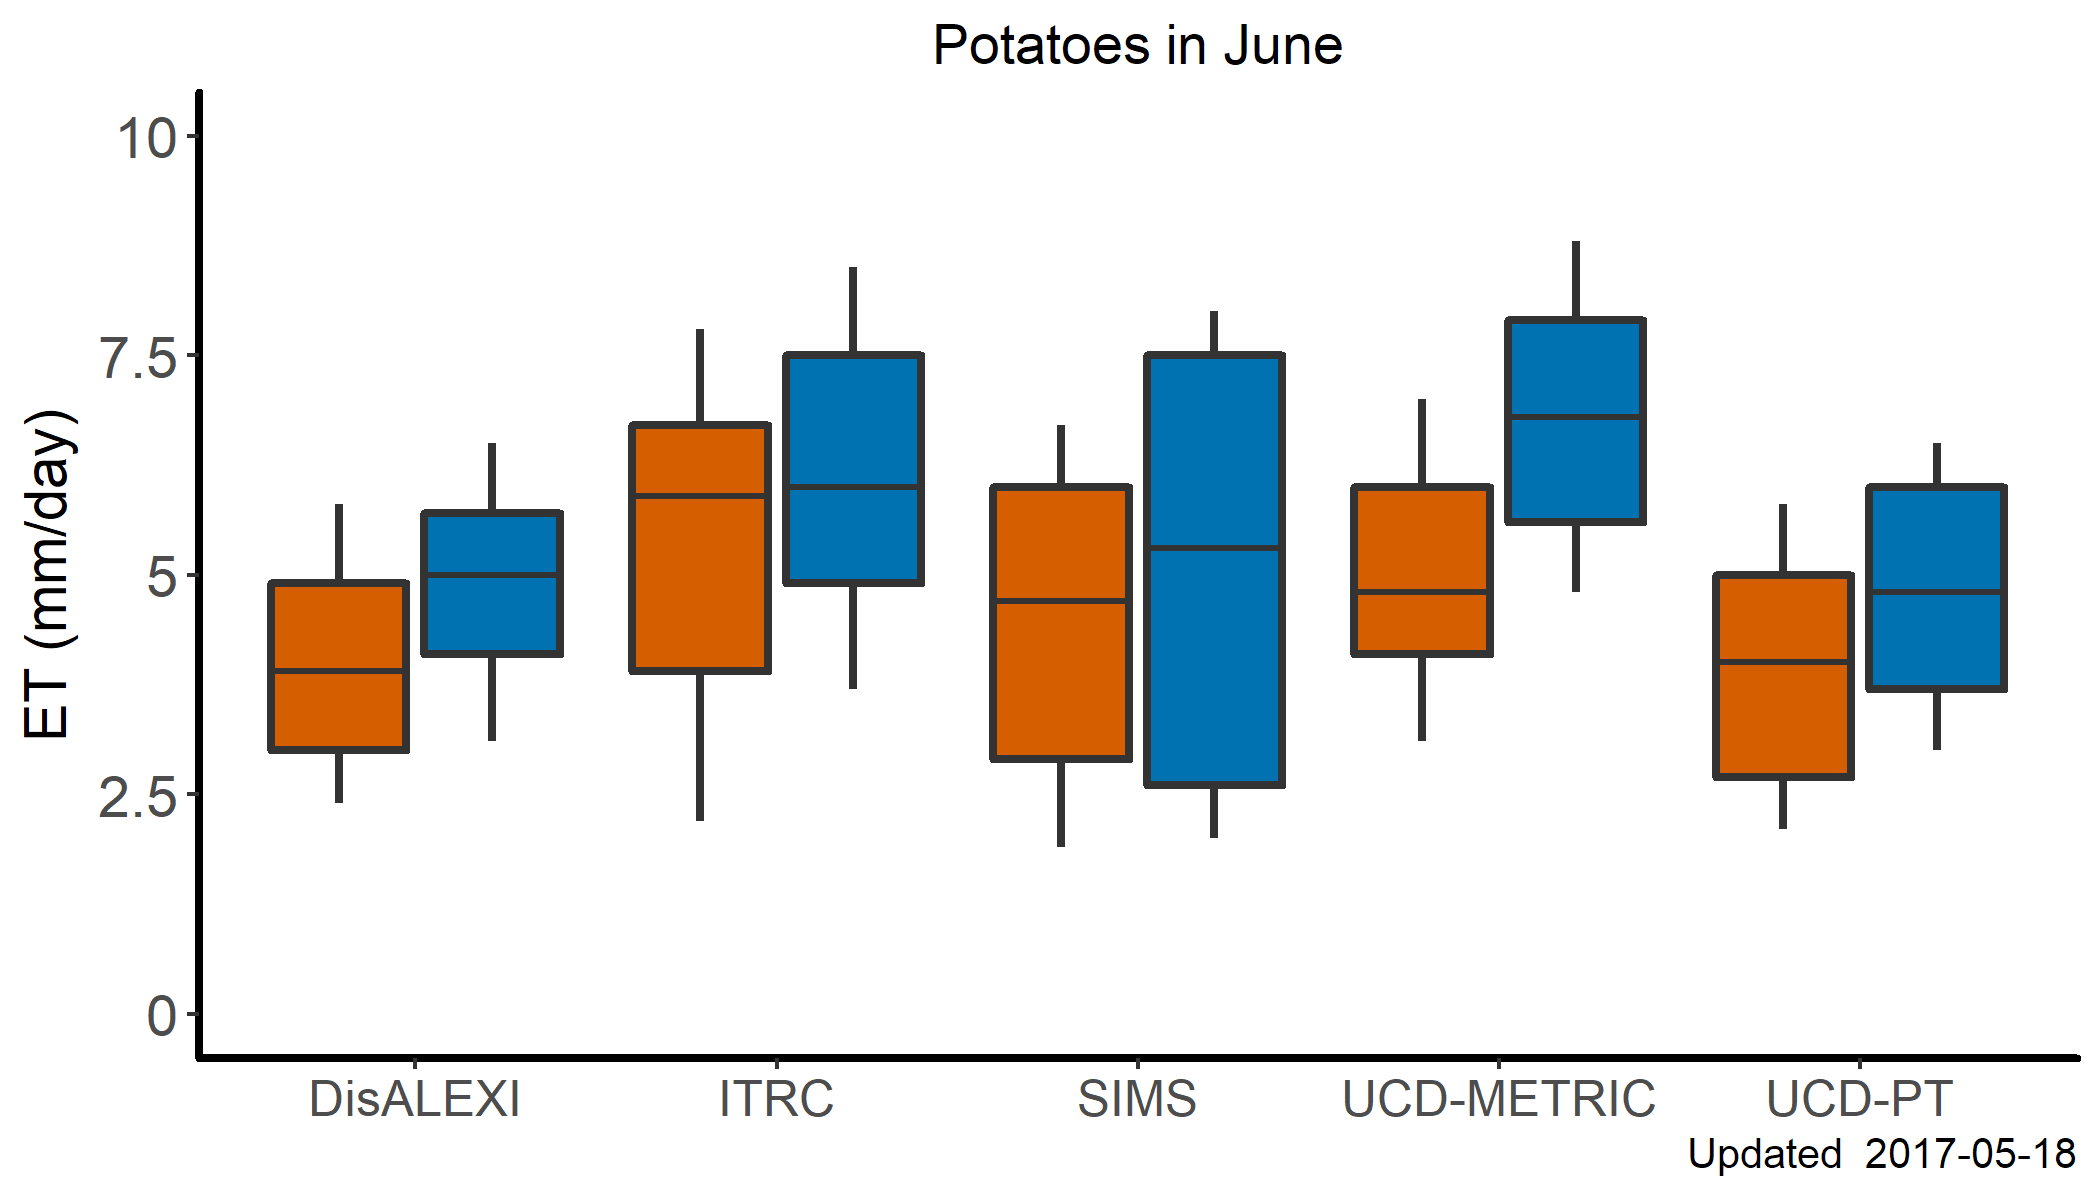 Potatoes in June
ET (mm/day)
10
7.5
5
2.5
0
DisALEXI
ITRC
SIMS
UCD-METRIC
UCD-PT
Updated  2017-05-18